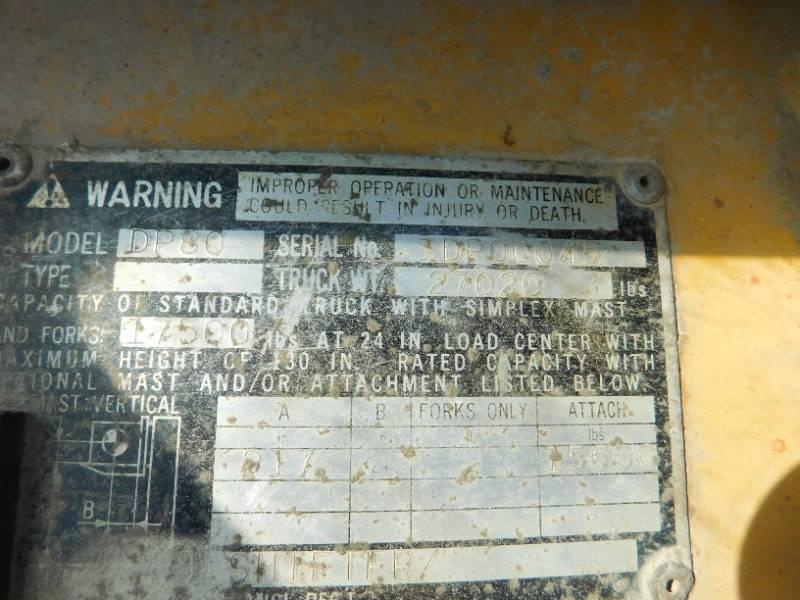 WARNING IMPROPER OPERATION OR MAINTENANCE
COULD RESULT IN INJURY OR DEATH.
MODEL DP80 SERIAL No.
TYPE TRUCK WT. 27020 lbs
CAPACITY OF STANDARD TRUCK WITH SIMPLEX MAST
AND FORKS: 17500 lbs AT 24 IN. LOAD CENTER WITH
MAXIMUM HEIGHT OF 130 IN. RATED CAPACITY WITH
OPTIONAL MAST AND/OR ATTACHMENT LISTED BELOW.
MAST VERTICAL
A B FORKS ONLY ATTACH.
in lbs
217 15600
B